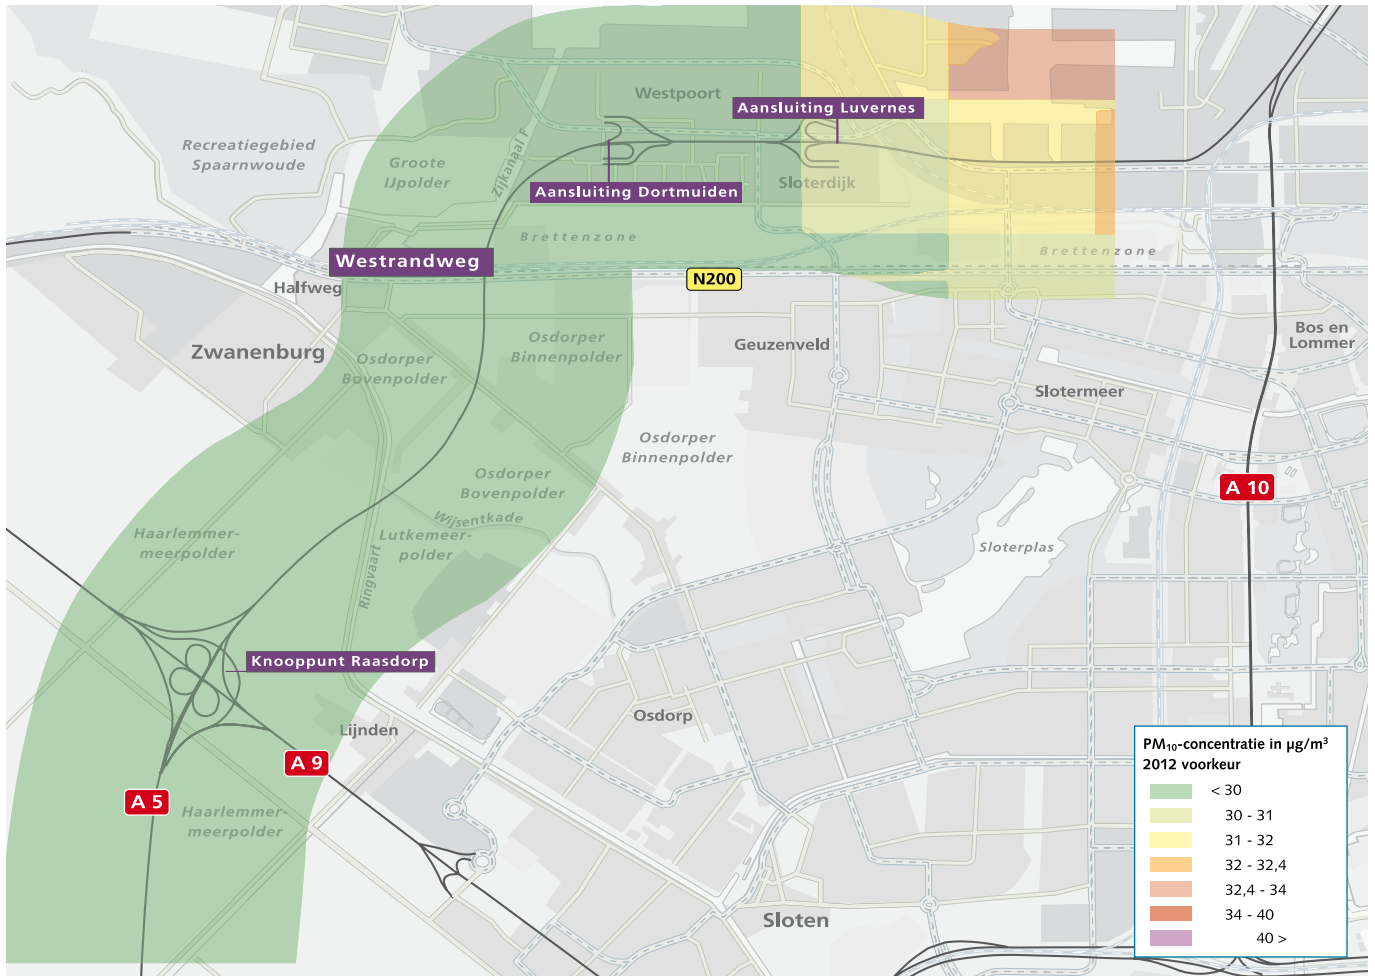 Westpoort
Aansluiting Luvernes
Recreatiegebied
Spaarnwoude
Groote
IJpolder
Zijkanaal F
Aansluiting Dortmuiden
Sloterdijk
Brettenzone
Brettenzone
Westrandweg
N200
Halfweg
Zwanenburg
Osdorper
Bovenpolder
Osdorper
Binnenpolder
Geuzenveld
Bos en
Lommer
Slotermeer
Osdorper
Binnenpolder
Osdorper
Bovenpolder
A 10
Wijsentkade
Haarlemmer-
meerpolder
Lutkemeer-
polder
Sloterplas
Ringvaart
Knooppunt Raasdorp
Lijnden
Osdorp
A 9
A 5
Haarlemmer-
meerpolder
Sloten
PM₁₀-concentratie in µg/m³
2012 voorkeur
< 30
30 - 31
31 - 32
32 - 32,4
32,4 - 34
34 - 40
40 >